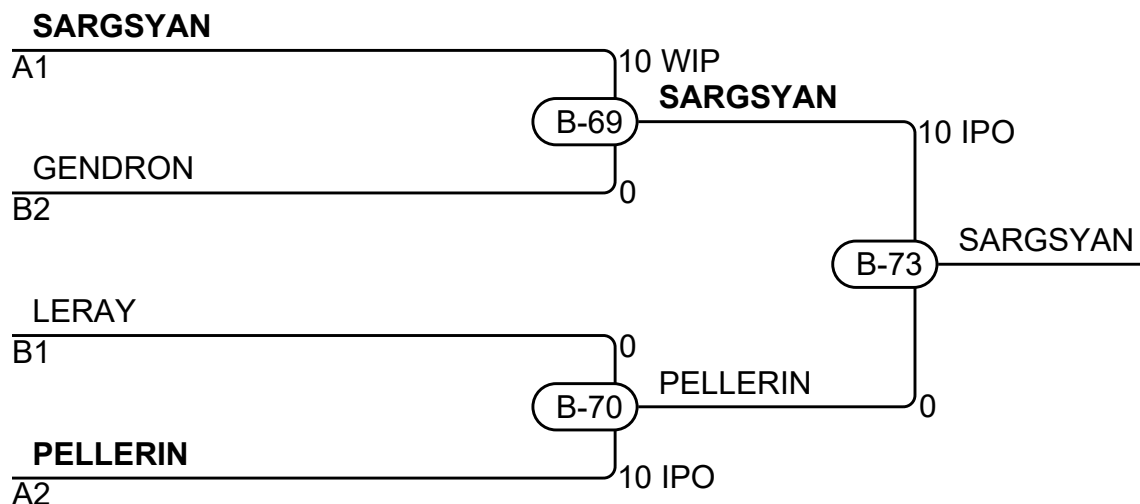 SARGSYAN
A1
10 WIP
B-69
SARGSYAN
10 IPO
GENDRON
B2
0
B-73
SARGSYAN
LERAY
B1
0
B-70
PELLERIN
0
PELLERIN
A2
10 IPO